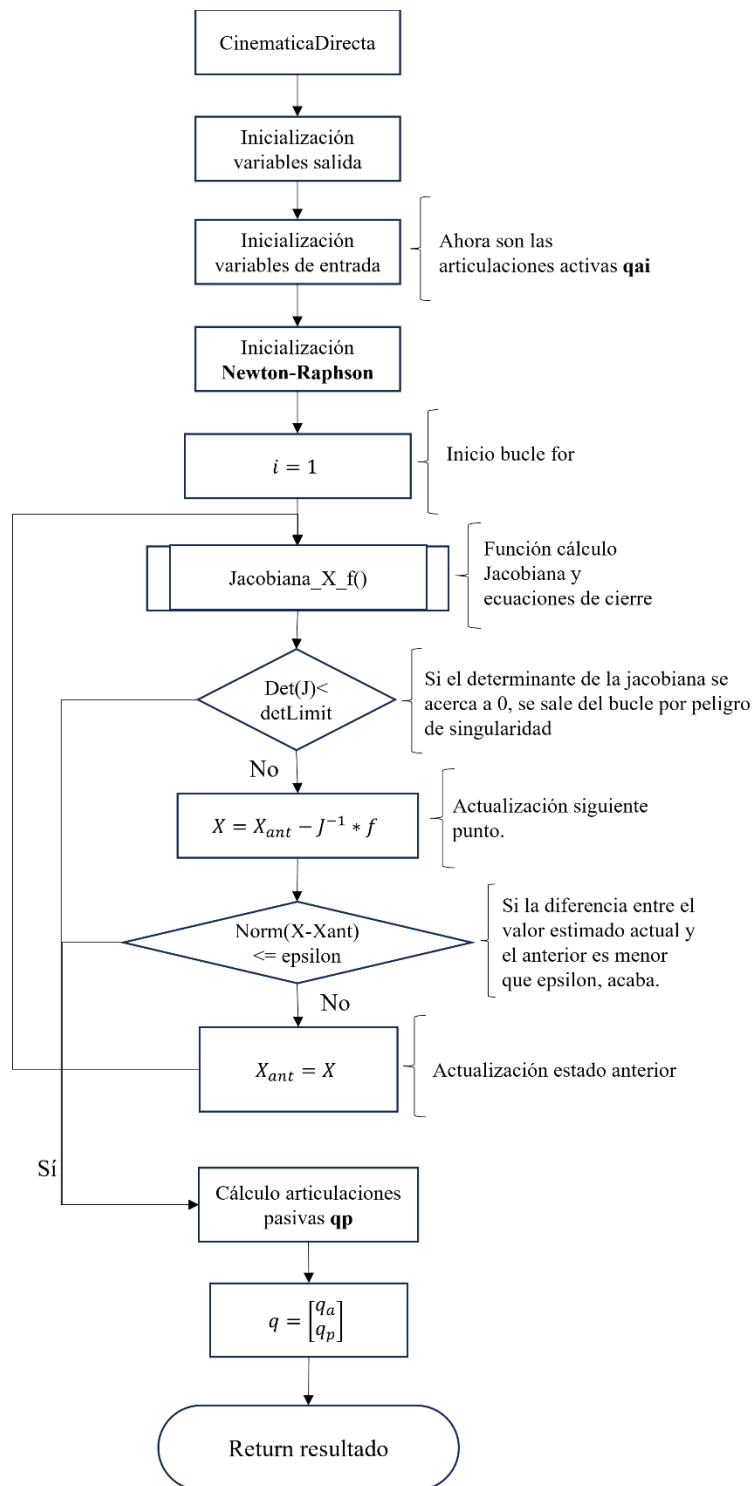 CinematicaDirecta
Inicialización
variables salida
Inicialización
variables de entrada
Ahora son las
articulaciones activas qai
Inicialización
Newton-Raphson
i = 1
Inicio bucle for
Jacobiana_X_f()
Función cálculo
Jacobiana y
ecuaciones de cierre
Det(J)<
detLimit
Si el determinante de la jacobiana se
acerca a 0, se sale del bucle por peligro
de singularidad
No
X = X_{ant} − J^{-1} * f
Actualización siguiente
punto.
Norm(X-Xant)
<= epsilon
Si la diferencia entre el
valor estimado actual y
el anterior es menor
que epsilon, acaba.
No
X_{ant} = X
Actualización estado anterior
Sí
Cálculo articulaciones
pasivas qp
q = [q_a
q_p]
Return resultado